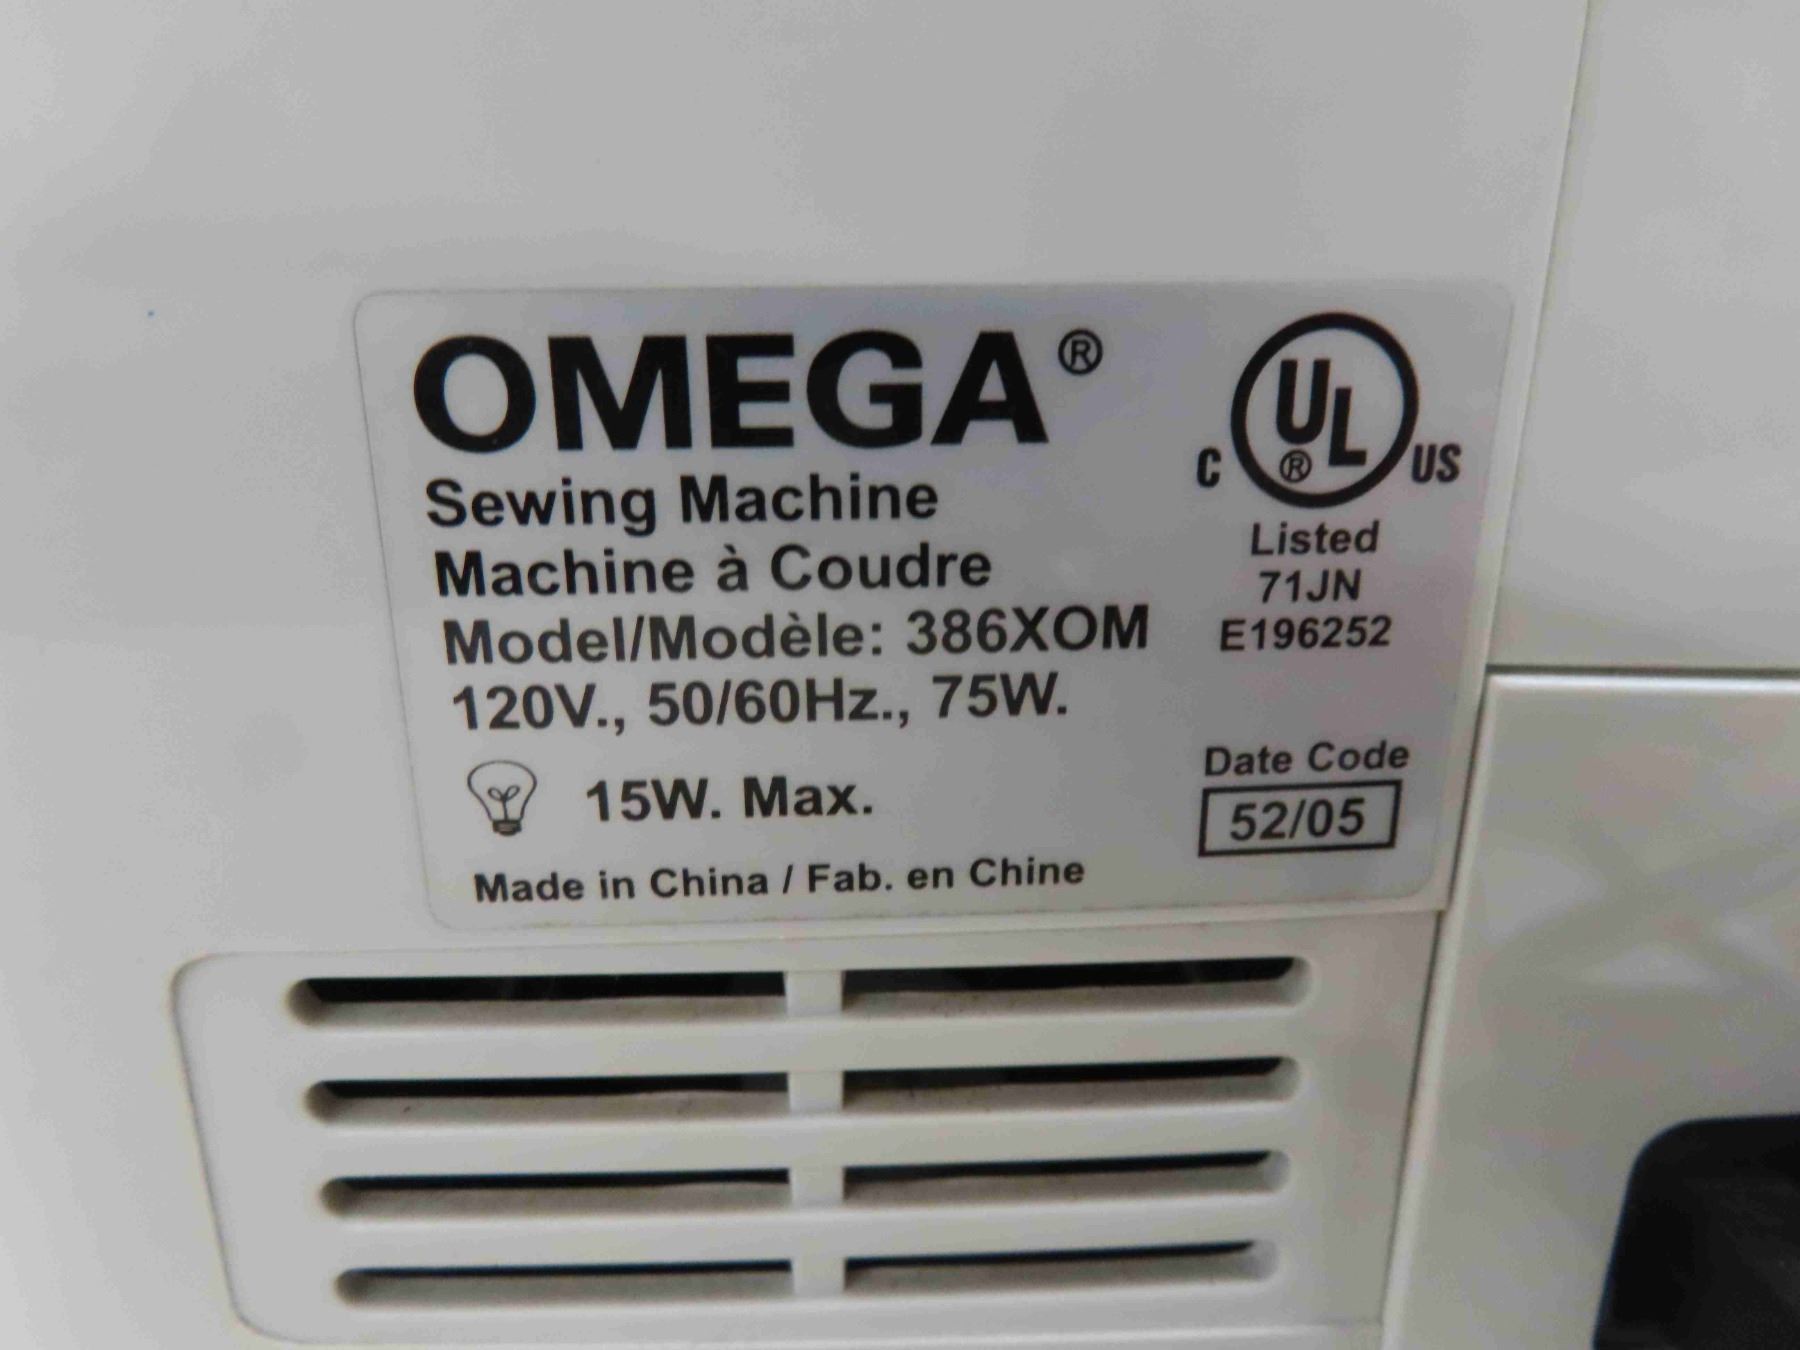 OMEGA®
Sewing Machine
Machine à Coudre
Model/Modèle: 386XOM
120V., 50/60Hz., 75W.
15W. Max.
Made in China / Fab. en Chine
C UL® US
Listed
71JN
E196252
Date Code
52/05